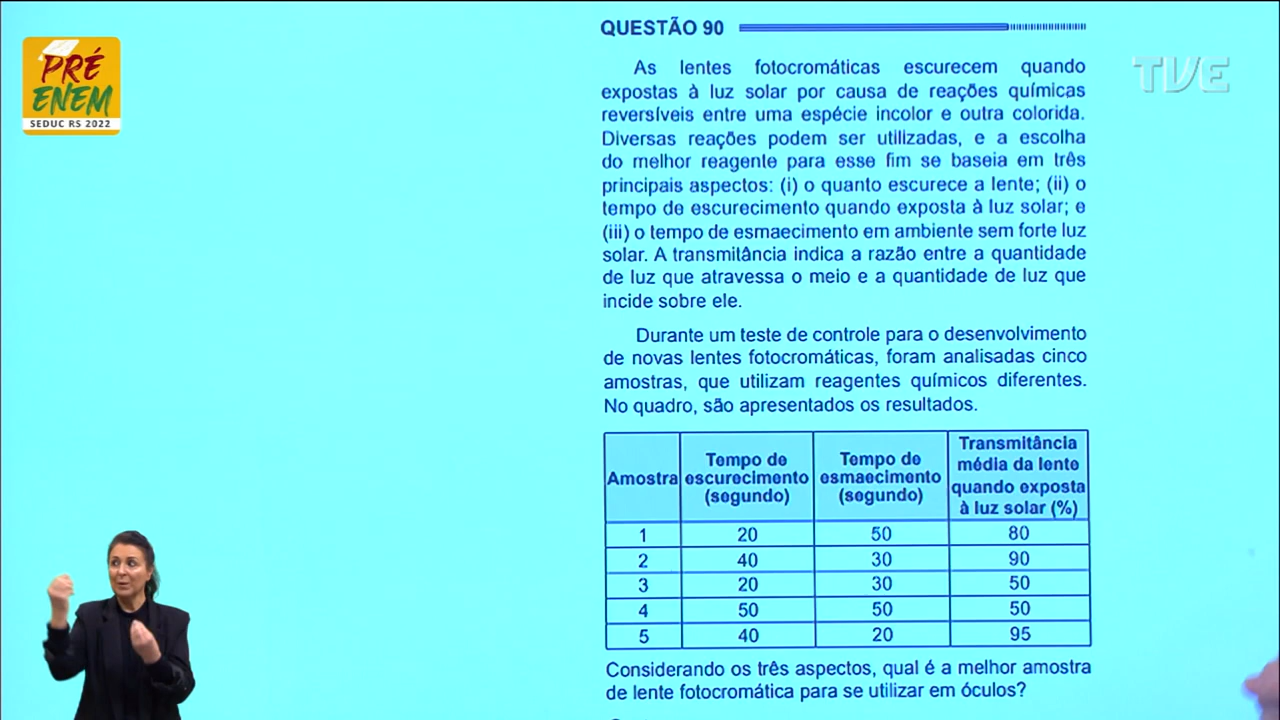 PRÉ
ENEM
SEDUC RS 2022
TVE
QUESTÃO 90
As lentes fotocromáticas escurecem quando
expostas à luz solar por causa de reações químicas
reversíveis entre uma espécie incolor e outra colorida.
Diversas reações podem ser utilizadas, e a escolha
do melhor reagente para esse fim se baseia em três
principais aspectos: (i) o quanto escurece a lente; (ii) o
tempo de escurecimento quando exposta à luz solar; e
(iii) o tempo de esmaecimento em ambiente sem forte luz
solar. A transmitância indica a razão entre a quantidade
de luz que atravessa o meio e a quantidade de luz que
incide sobre ele.
Durante um teste de controle para o desenvolvimento
de novas lentes fotocromáticas, foram analisadas cinco
amostras, que utilizam reagentes químicos diferentes.
No quadro, são apresentados os resultados.
Amostra
Tempo de
escurecimento
(segundo)
Tempo de
esmaecimento
(segundo)
Transmitância
média da lente
quando exposta
à luz solar (%)
1 20 50 80
2 40 30 90
3 20 30 50
4 50 50 50
5 40 20 95
Considerando os três aspectos, qual é a melhor amostra
de lente fotocromática para se utilizar em óculos?